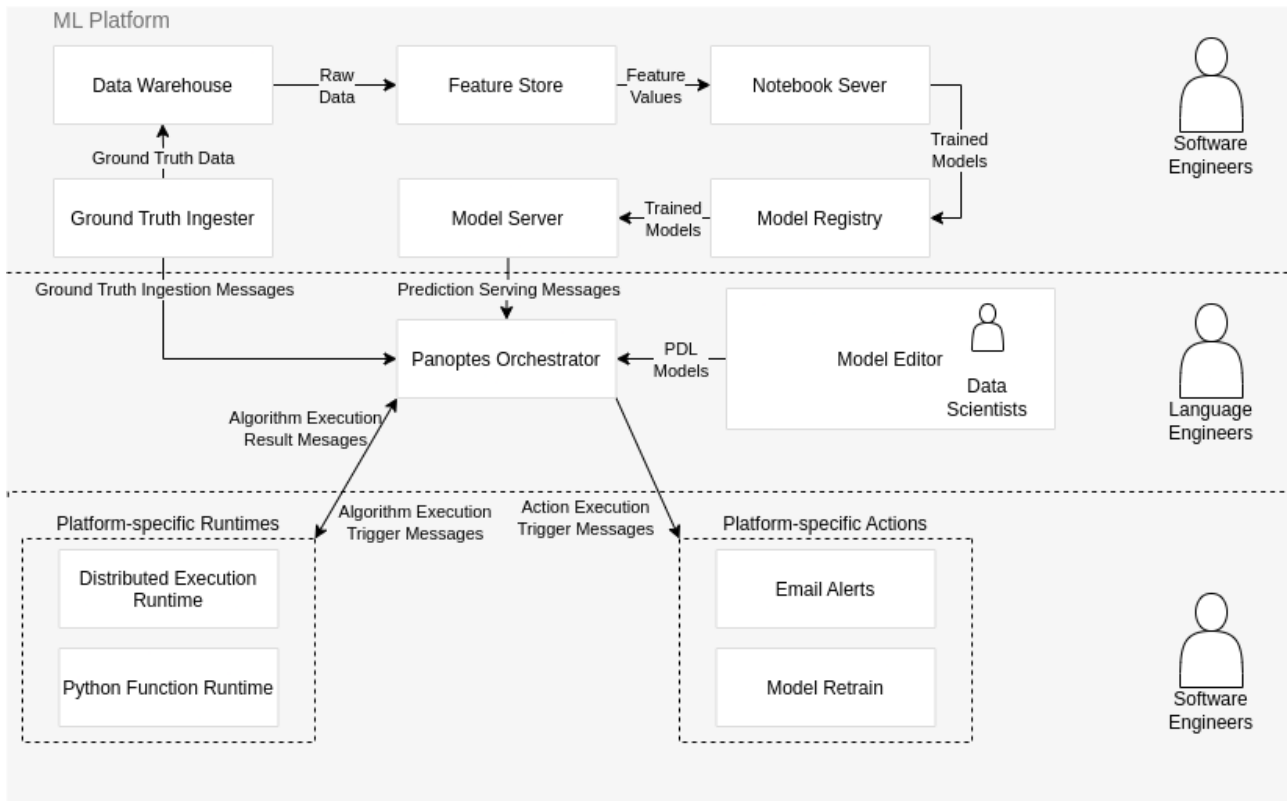 ML Platform
Data Warehouse
Raw
Data
Feature Store
Feature
Values
Notebook Sever
Trained
Models
Software
Engineers
Ground Truth Data
Ground Truth Ingester
Model Server
Trained
Models
Model Registry
Ground Truth Ingestion Messages
Prediction Serving Messages
Panoptes Orchestrator
PDL
Models
Model Editor
Data
Scientists
Language
Engineers
Algorithm Execution
Result Mesages
Algorithm Execution
Trigger Messages
Action Execution
Trigger Messages
Platform-specific Runtimes
Distributed Execution
Runtime
Python Function Runtime
Platform-specific Actions
Email Alerts
Model Retrain
Software
Engineers